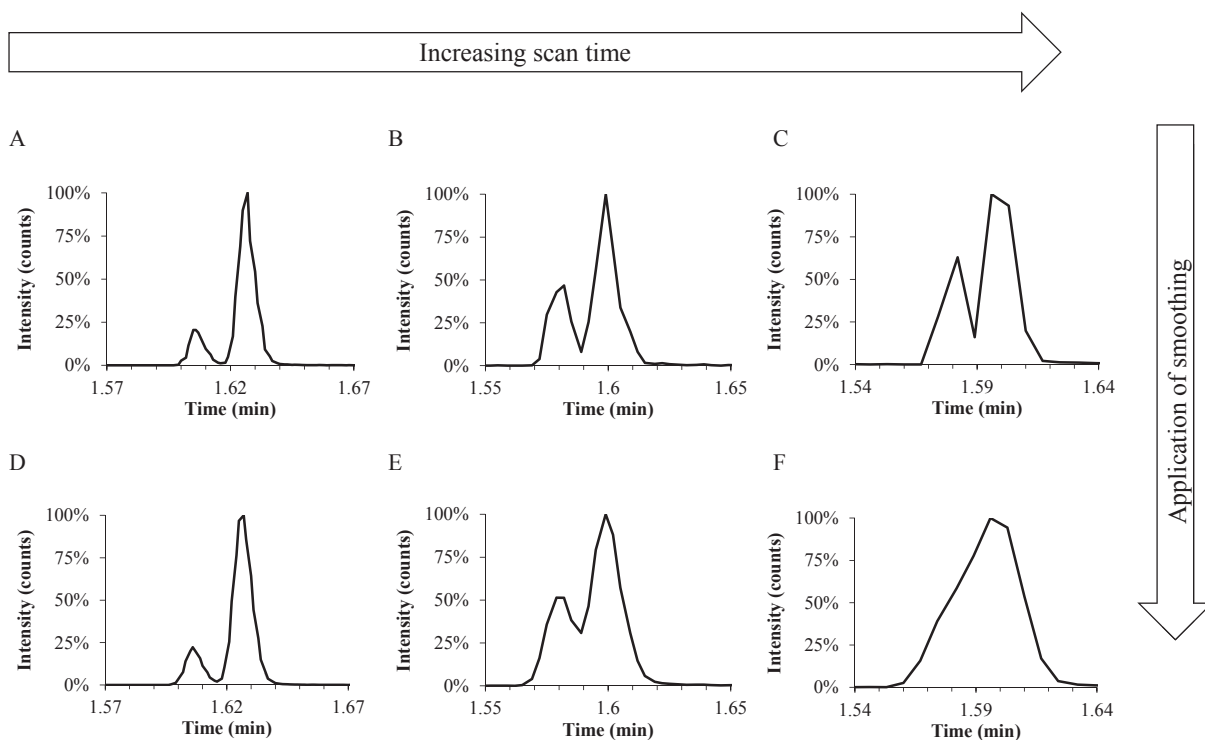 Increasing scan time
A
B
C
Intensity (counts)
100%
75%
50%
25%
0%
1.57
1.62
1.67
Time (min)
Intensity (counts)
100%
75%
50%
25%
0%
1.55
1.6
1.65
Time (min)
Intensity (counts)
100%
75%
50%
25%
0%
1.54
1.59
1.64
Time (min)
Application of smoothing
D
E
F
Intensity (counts)
100%
75%
50%
25%
0%
1.57
1.62
1.67
Time (min)
Intensity (counts)
100%
75%
50%
25%
0%
1.55
1.6
1.65
Time (min)
Intensity (counts)
100%
75%
50%
25%
0%
1.54
1.59
1.64
Time (min)